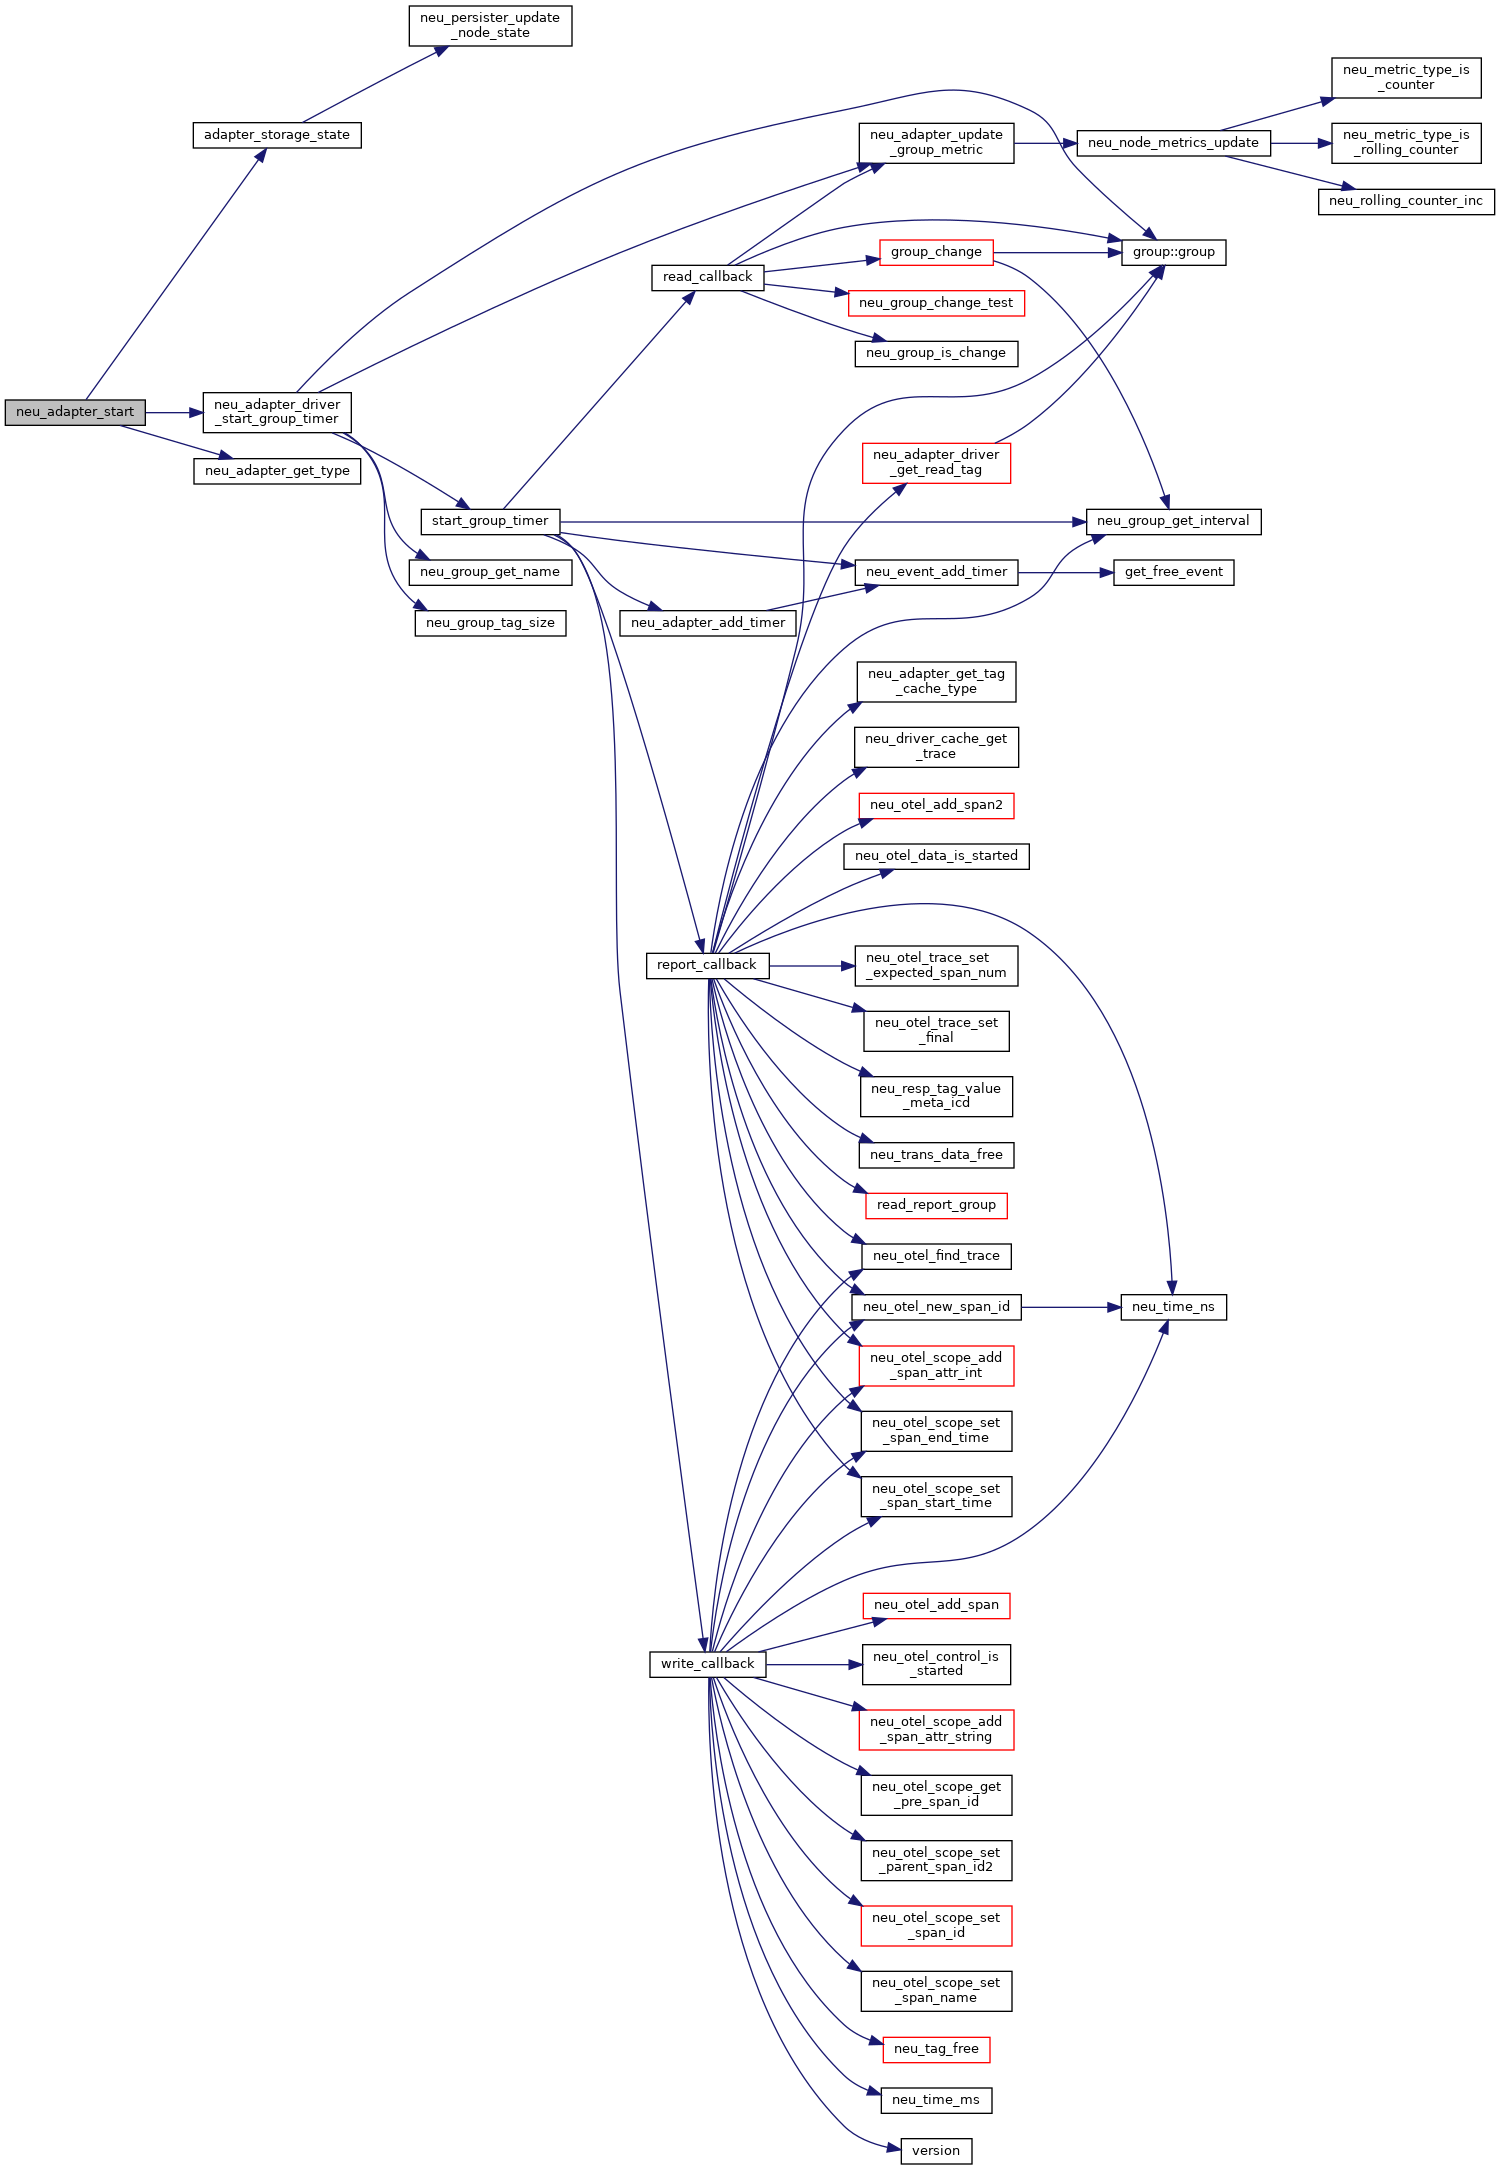 neu_persister_update
_node_state
neu_metric_type_is
_counter
adapter_storage_state
neu_adapter_update
_group_metric
neu_node_metrics_update
neu_metric_type_is
_rolling_counter
neu_rolling_counter_inc
group_change
group::group
read_callback
neu_group_change_test
neu_group_is_change
neu_adapter_start
neu_adapter_driver
_start_group_timer
neu_adapter_get_type
neu_adapter_driver
_get_read_tag
start_group_timer
neu_group_get_interval
neu_group_get_name
neu_event_add_timer
get_free_event
neu_group_tag_size
neu_adapter_add_timer
neu_adapter_get_tag
_cache_type
neu_driver_cache_get
_trace
neu_otel_add_span2
neu_otel_data_is_started
report_callback
neu_otel_trace_set
_expected_span_num
neu_otel_trace_set
_final
neu_resp_tag_value
_meta_icd
neu_trans_data_free
read_report_group
neu_otel_find_trace
neu_otel_new_span_id
neu_time_ns
neu_otel_scope_add
_span_attr_int
neu_otel_scope_set
_span_end_time
neu_otel_scope_set
_span_start_time
neu_otel_add_span
write_callback
neu_otel_control_is
_started
neu_otel_scope_add
_span_attr_string
neu_otel_scope_get
_pre_span_id
neu_otel_scope_set
_parent_span_id2
neu_otel_scope_set
_span_id
neu_otel_scope_set
_span_name
neu_tag_free
neu_time_ms
version